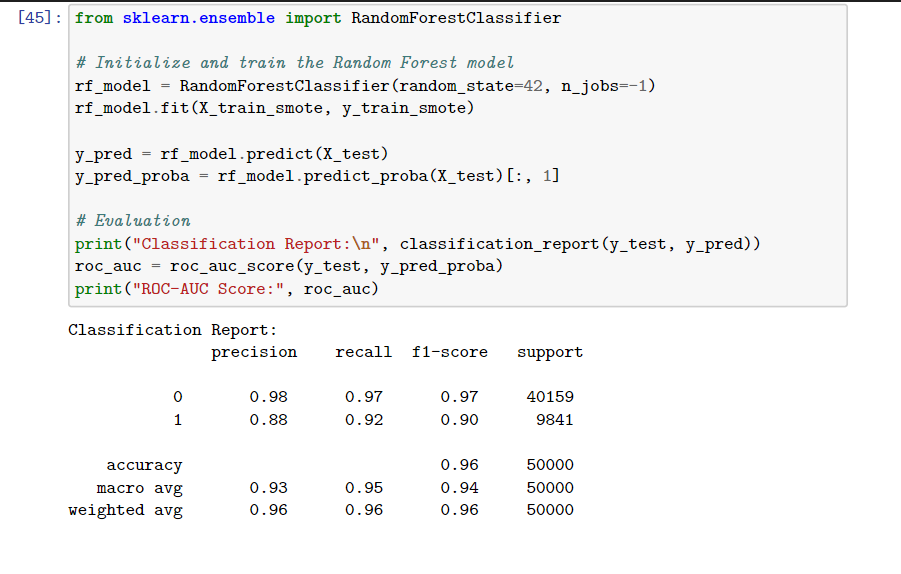 [45]: from sklearn.ensemble import RandomForestClassifier
# Initialize and train the Random Forest model
rf_model = RandomForestClassifier(random_state=42, n_jobs=-1)
rf_model.fit(X_train_smote, y_train_smote)
y_pred = rf_model.predict(X_test)
y_pred_proba = rf_model.predict_proba(X_test)[:, 1]
# Evaluation
print("Classification Report:\n", classification_report(y_test, y_pred))
roc_auc = roc_auc_score(y_test, y_pred_proba)
print("ROC-AUC Score:", roc_auc)
Classification Report:
precision recall f1-score support
0 0.98 0.97 0.97 40159
1 0.88 0.92 0.90 9841
accuracy 0.96 50000
macro avg 0.93 0.95 0.94 50000
weighted avg 0.96 0.96 0.96 50000